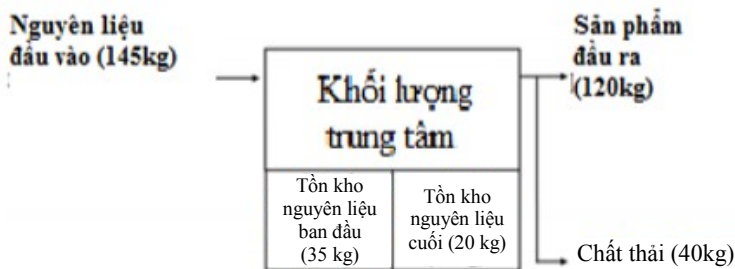 Nguyên liệu
đầu vào (145kg)
Khối lượng
trung tâm
Tồn kho
nguyên liệu
ban đầu
(35 kg)
Tồn kho
nguyên liệu
cuối (20 kg)
Sản phẩm
đầu ra
(120kg)
Chất thải (40kg)